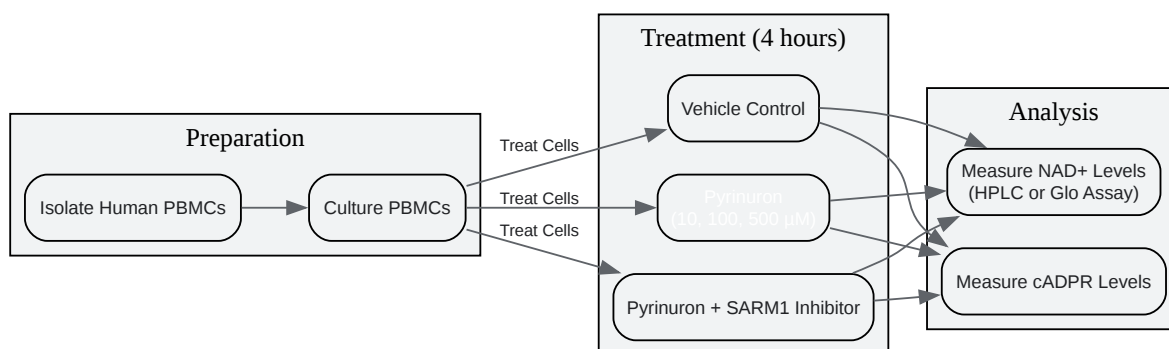 Preparation
Isolate Human PBMCs
Culture PBMCs
Treat Cells
Treat Cells
Treat Cells
Treatment (4 hours)
Vehicle Control
Pyrinuron
(10, 100, 500 µM)
Pyrinuron + SARM1 Inhibitor
Analysis
Measure NAD+ Levels
(HPLC or Glo Assay)
Measure cADPR Levels